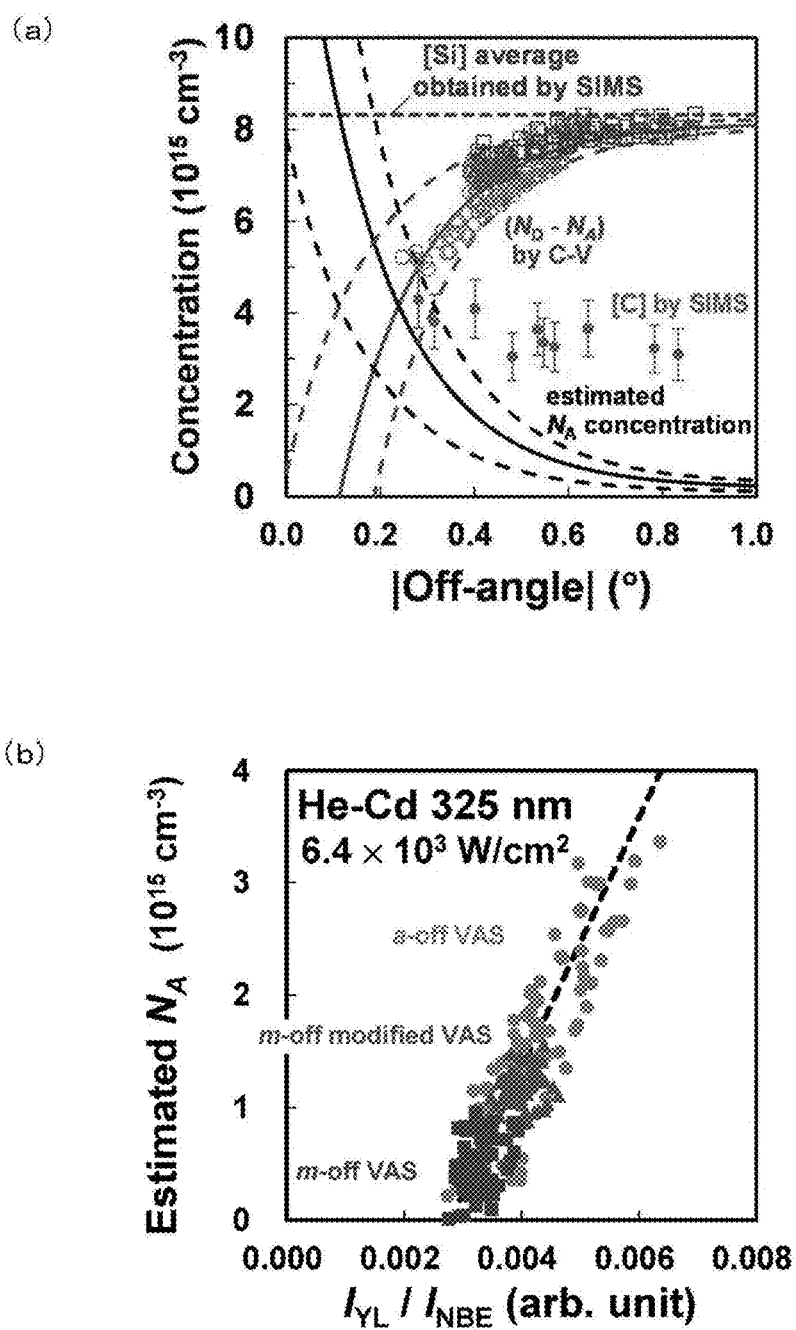 (a)
10
8
6
4
2
0
Concentration (10¹⁵ cm⁻³)
[Si] average
obtained by SIMS
(N_D - N_A)
by C-V
[C] by SIMS
estimated
N_A concentration
0.0 0.2 0.4 0.6 0.8 1.0
|Off-angle| (°)
(b)
4
3
2
1
0
Estimated N_A (10¹⁵ cm⁻³)
He-Cd 325 nm
6.4 × 10³ W/cm²
a-off VAS
m-off modified VAS
m-off VAS
0.000 0.002 0.004 0.006 0.008
I_YL / I_NBE (arb. unit)